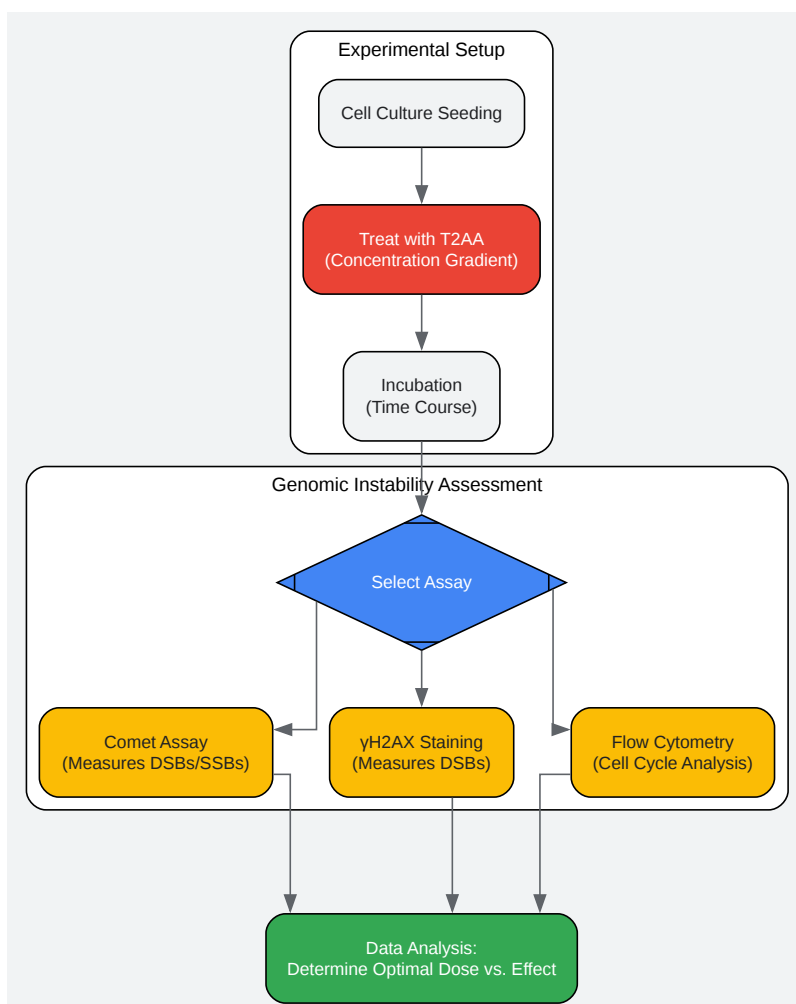 Experimental Setup
Cell Culture Seeding
Treat with T2AA
(Concentration Gradient)
Incubation
(Time Course)
Genomic Instability Assessment
Select Assay
Comet Assay
(Measures DSBs/SSBs)
γH2AX Staining
(Measures DSBs)
Flow Cytometry
(Cell Cycle Analysis)
Data Analysis:
Determine Optimal Dose vs. Effect